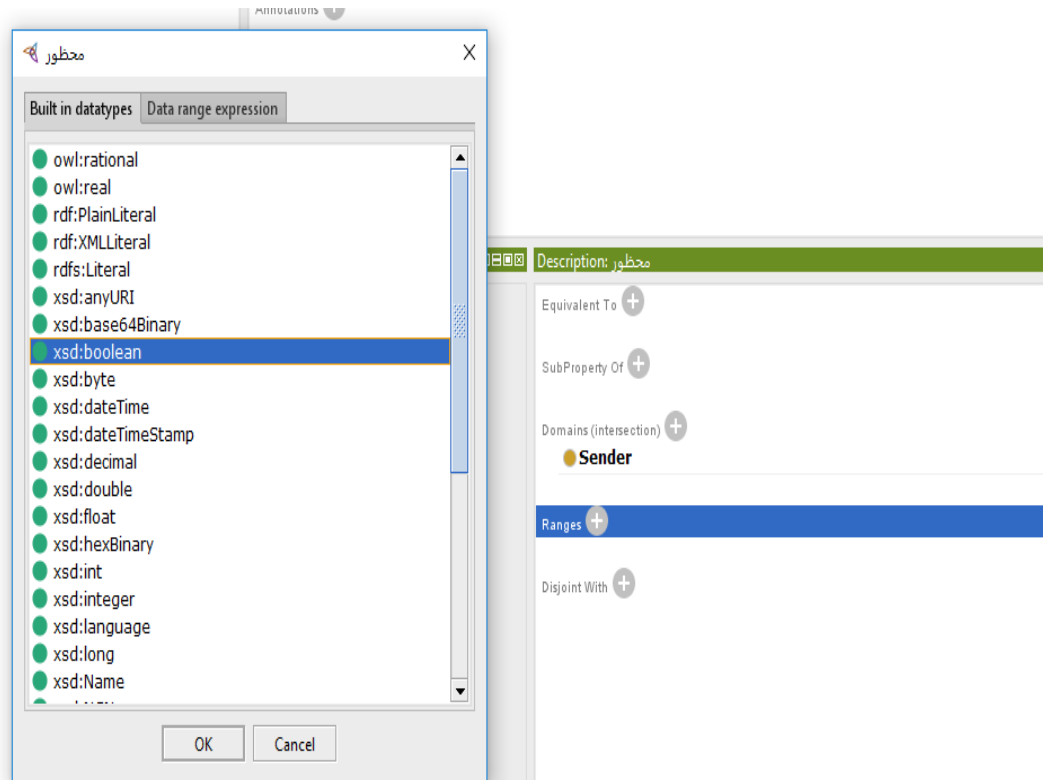 Annotations
محظور
X
Built in datatypes
Data range expression
owl:rational
owl:real
rdf:PlainLiteral
rdf:XMLLiteral
rdfs:Literal
xsd:anyURI
xsd:base64Binary
xsd:boolean
xsd:byte
xsd:dateTime
xsd:dateTimeStamp
xsd:decimal
xsd:double
xsd:float
xsd:hexBinary
xsd:int
xsd:integer
xsd:language
xsd:long
xsd:Name
OK
Cancel
Description: محظور
Equivalent To
SubProperty Of
Domains (intersection)
Sender
Ranges
Disjoint With